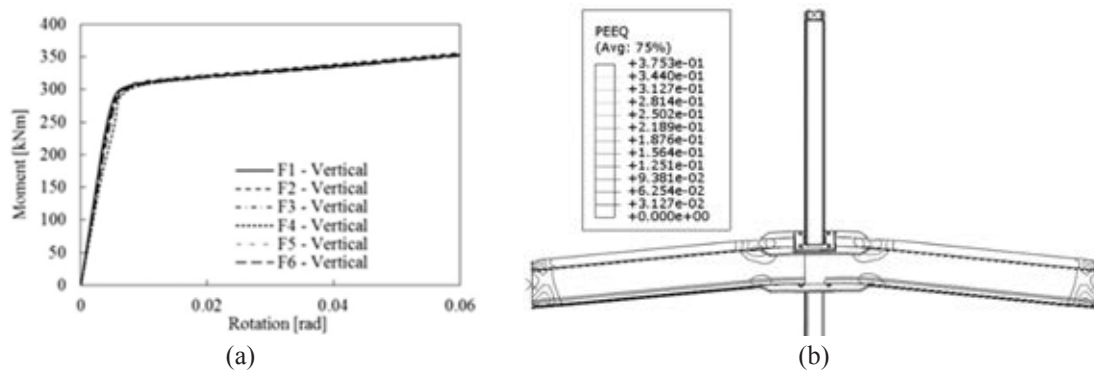 400
350
300
250
200
150
100
50
0
Moment [kNm]
F1 - Vertical
F2 - Vertical
F3 - Vertical
F4 - Vertical
F5 - Vertical
F6 - Vertical
0
0.02
0.04
0.06
Rotation [rad]
(a)
PEEQ
(Avg: 75%)
+3.753e-01
+3.440e-01
+3.127e-01
+2.814e-01
+2.502e-01
+2.189e-01
+1.876e-01
+1.564e-01
+1.251e-01
+9.381e-02
+6.254e-02
+3.127e-02
+0.000e+00
(b)